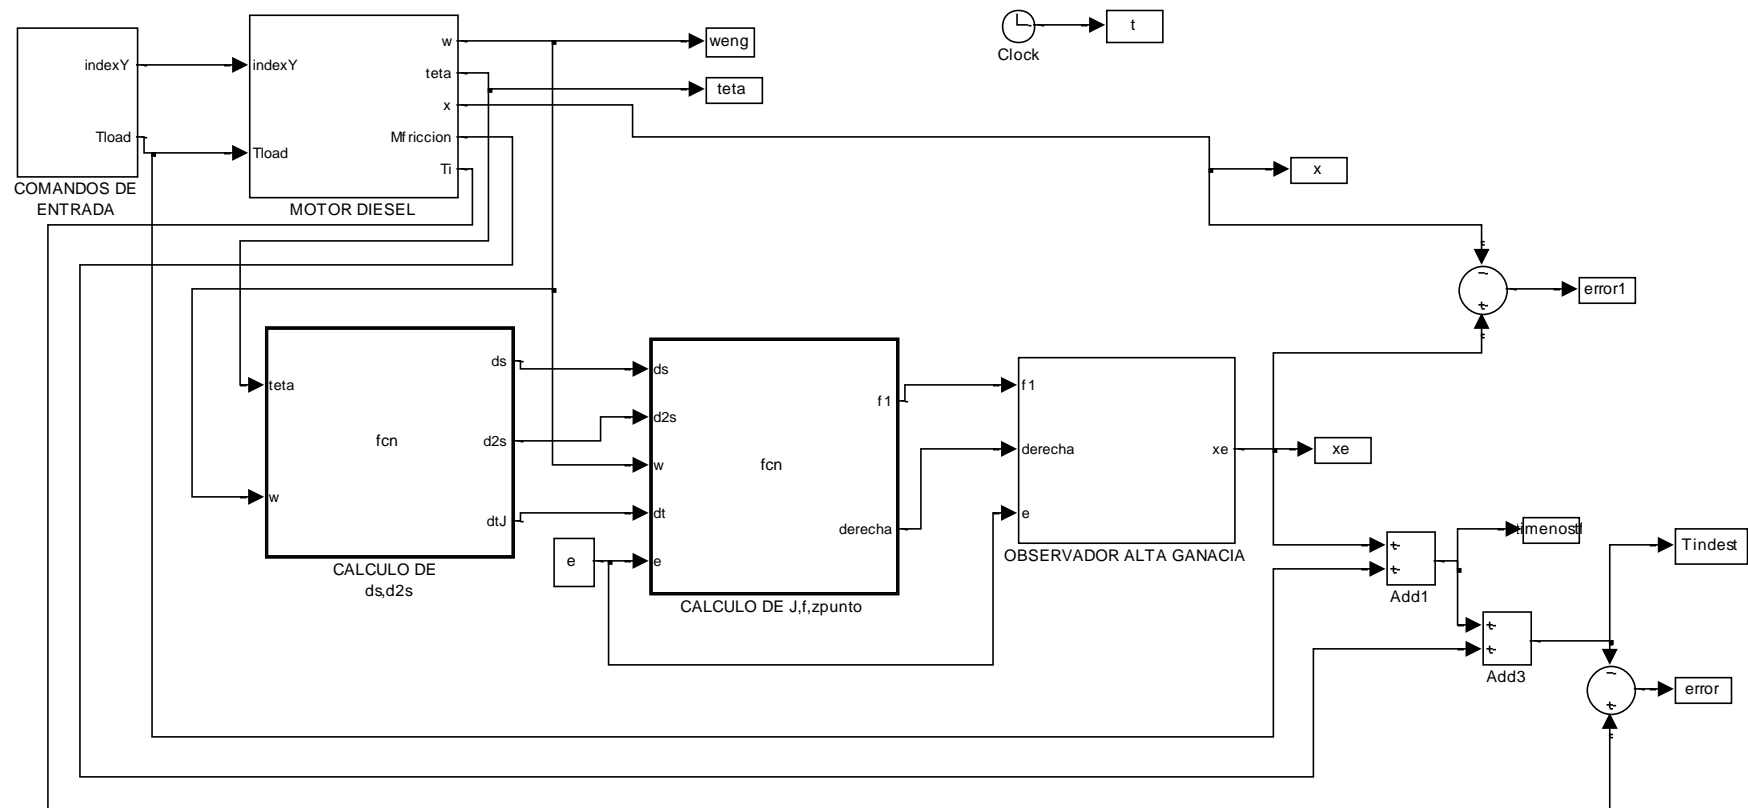 indexY
Tload
COMANDOS DE
ENTRADA
indexY
Tload
w
teta
x
Mfriccion
Ti
MOTOR DIESEL
weng
teta
Clock
t
x
error1
teta
w
fcn
ds
d2s
dtJ
CALCULO DE
ds,d2s
e
ds
d2s
w
dt
e
fcn
f1
derecha
CALCULO DE J,f,zpunto
f1
derecha
e
xe
OBSERVADOR ALTA GANACIA
xe
Add1
Tindest
Add3
error